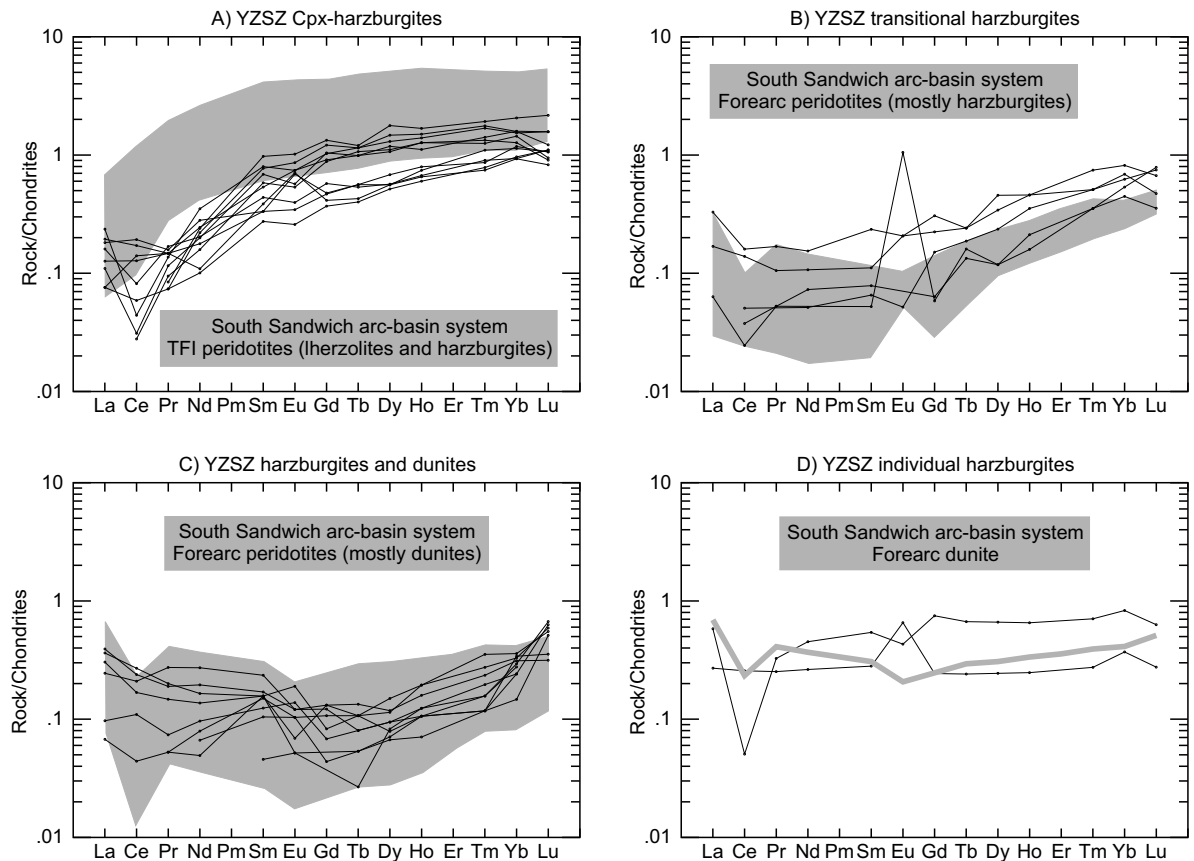 A) YZSZ Cpx-harzburgites
10
1
.1
.01
Rock/Chondrites
South Sandwich arc-basin system
TFI peridotites (lherzolites and harzburgites)
La Ce Pr Nd Pm Sm Eu Gd Tb Dy Ho Er Tm Yb Lu
B) YZSZ transitional harzburgites
10
1
.1
.01
Rock/Chondrites
South Sandwich arc-basin system
Forearc peridotites (mostly harzburgites)
La Ce Pr Nd Pm Sm Eu Gd Tb Dy Ho Er Tm Yb Lu
C) YZSZ harzburgites and dunites
10
1
.1
.01
Rock/Chondrites
South Sandwich arc-basin system
Forearc peridotites (mostly dunites)
La Ce Pr Nd Pm Sm Eu Gd Tb Dy Ho Er Tm Yb Lu
D) YZSZ individual harzburgites
10
1
.1
.01
Rock/Chondrites
South Sandwich arc-basin system
Forearc dunite
La Ce Pr Nd Pm Sm Eu Gd Tb Dy Ho Er Tm Yb Lu